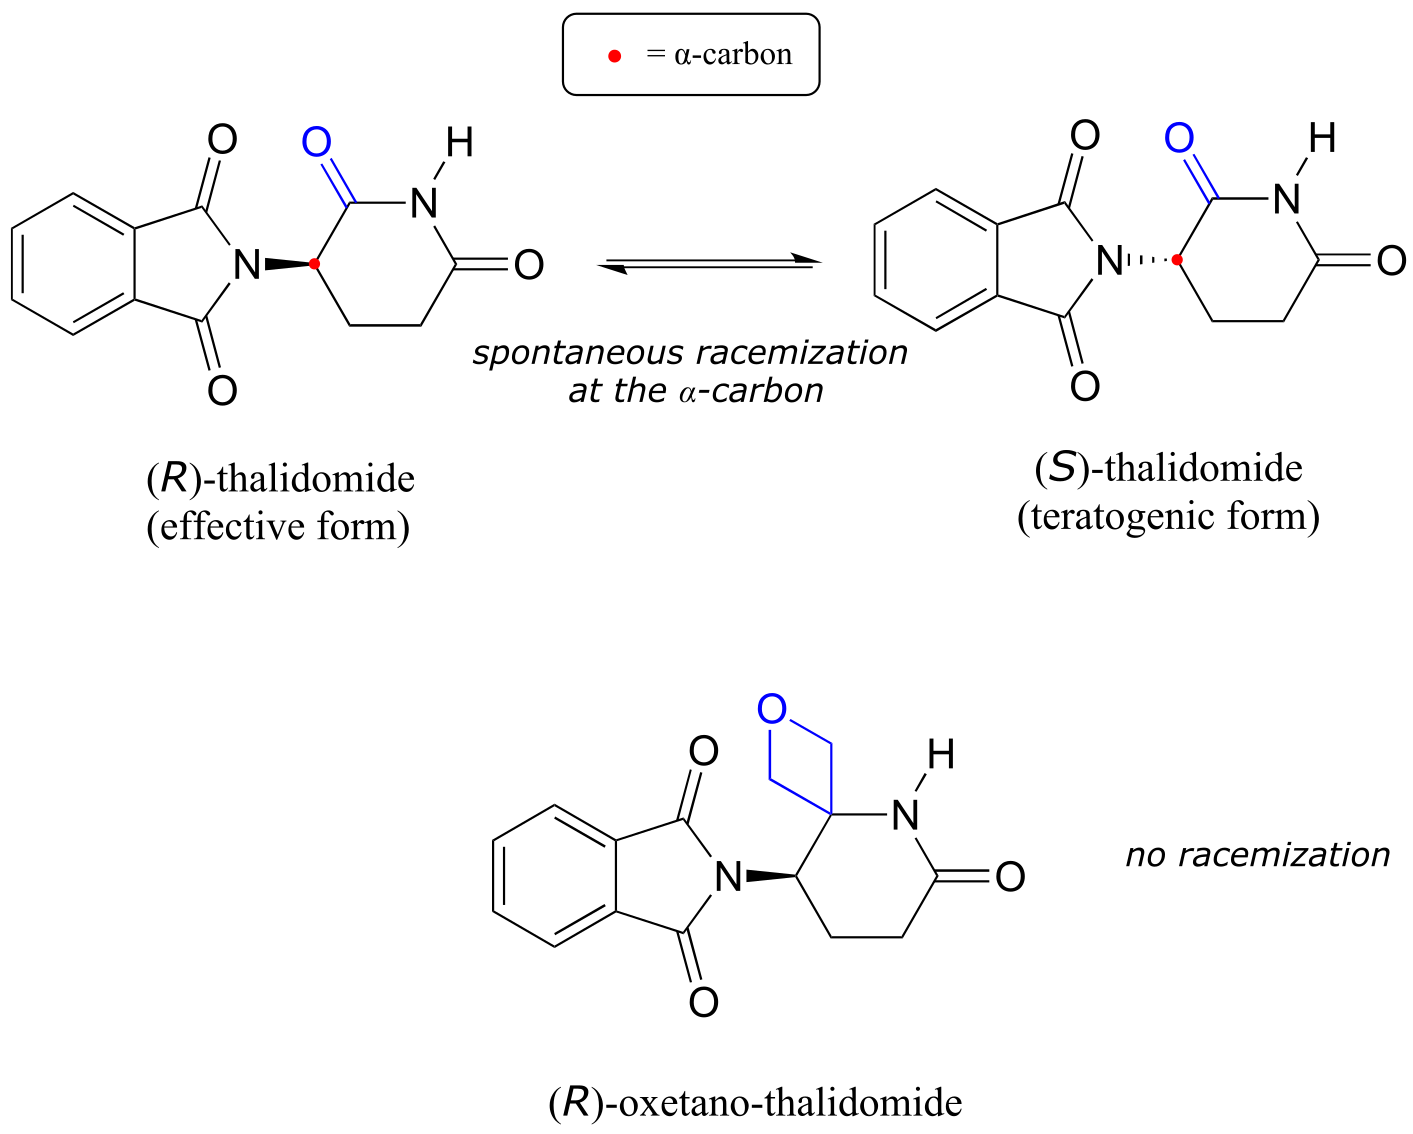 = α-carbon
O O H
N
N O
O
O O H
N
N O
O
spontaneous racemization
at the α-carbon
(R)-thalidomide
(effective form)
(S)-thalidomide
(teratogenic form)
O
O H
N
N O
O
no racemization
(R)-oxetano-thalidomide